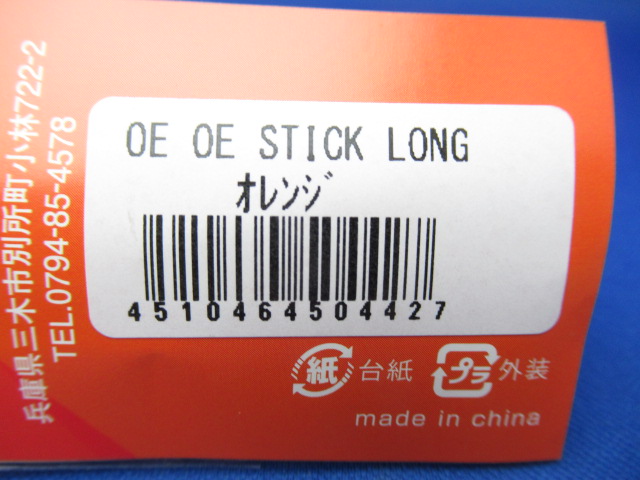 兵庫県三木市別所町小林722-2
TEL.0794-85-4578
OE OE STICK LONG
ｵﾚﾝｼﾞ
4510464504427
紙 台紙 プラ 外装
made in china